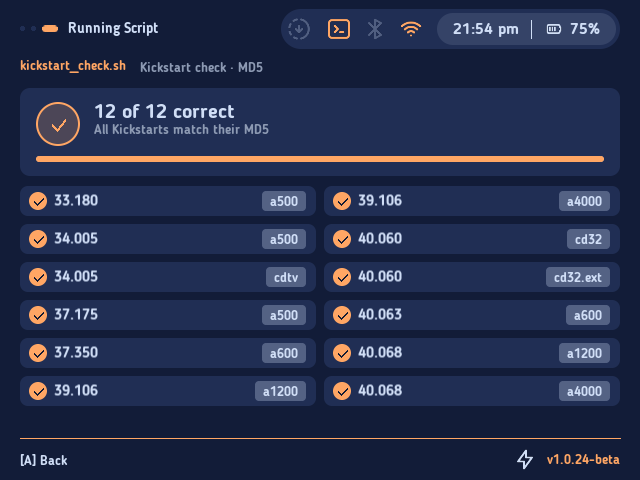 Running Script
21:54 pm
75%
kickstart_check.sh
Kickstart check · MD5
12 of 12 correct
All Kickstarts match their MD5
33.180 a500
39.106 a4000
34.005 a500
40.060 cd32
34.005 cdtv
40.060 cd32.ext
37.175 a500
40.063 a600
37.350 a600
40.068 a1200
39.106 a1200
40.068 a4000
[A] Back
v1.0.24-beta